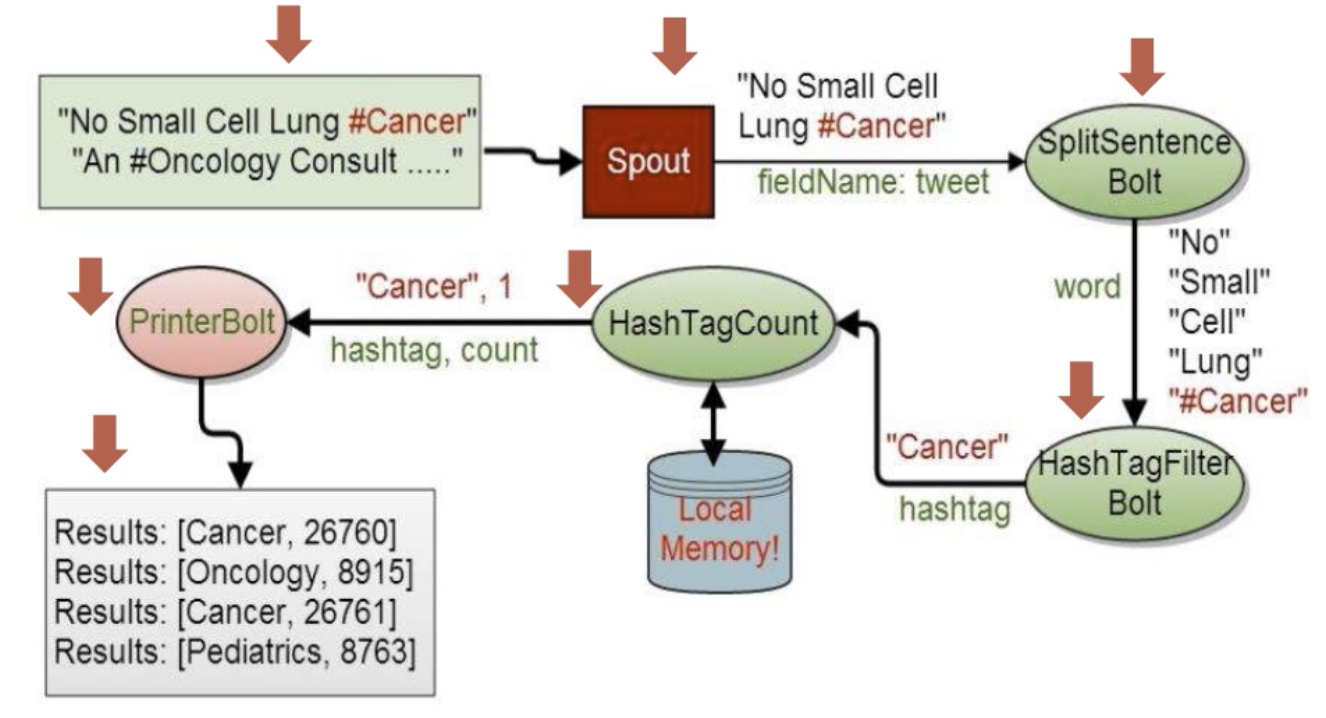 "No Small Cell Lung #Cancer"
"An #Oncology Consult ....."
Spout
"No Small Cell
Lung #Cancer"
fieldName: tweet
SplitSentence
Bolt
word
"No"
"Small"
"Cell"
"Lung"
"#Cancer"
HashTagFilter
Bolt
"Cancer"
hashtag
HashTagCount
Local
Memory!
"Cancer", 1
hashtag, count
PrinterBolt
Results: [Cancer, 26760]
Results: [Oncology, 8915]
Results: [Cancer, 26761]
Results: [Pediatrics, 8763]